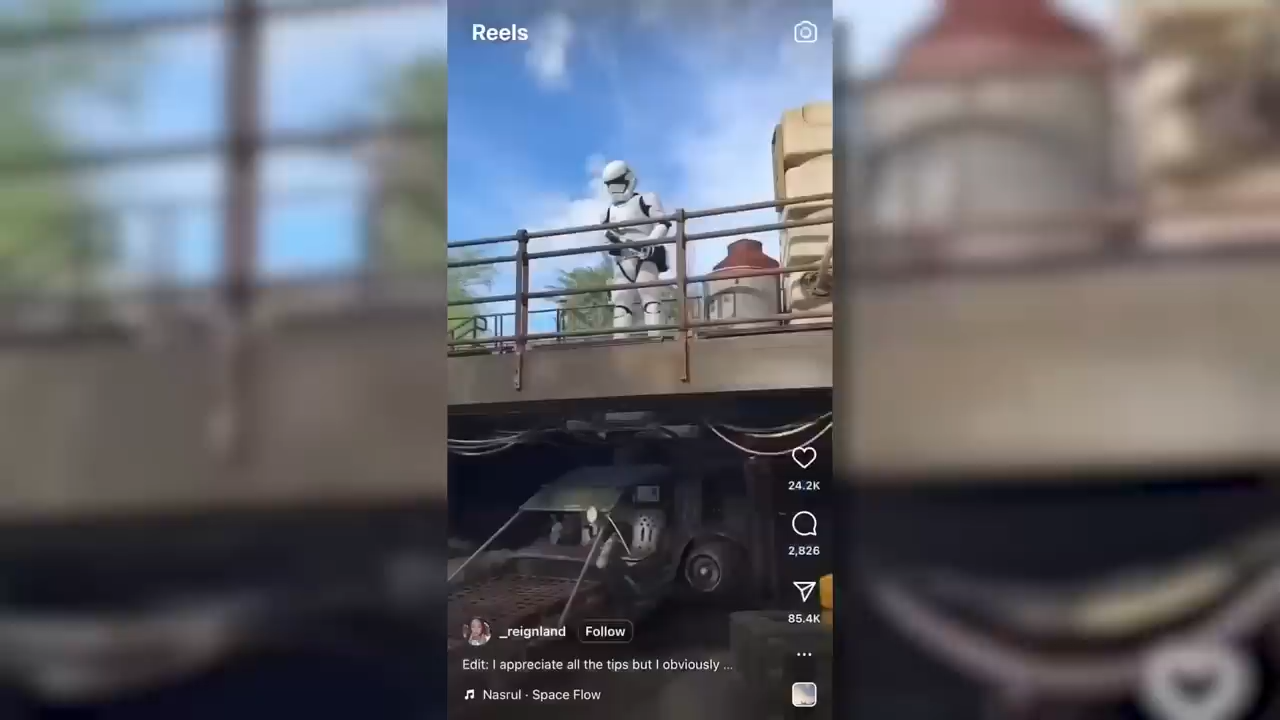 Reels
24.2K
2,826
85.4K
_reignland Follow
Edit: I appreciate all the tips but I obviously ...
Nasrul · Space Flow